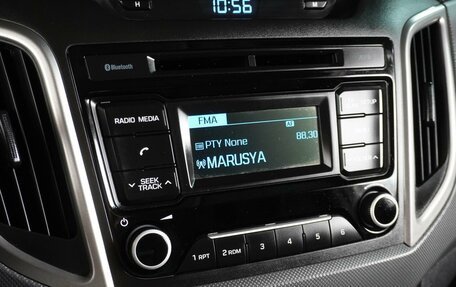 H
10:56
M
Bluetooth
RADIO MEDIA
FMA
AT
PTY None
88.30
MARUSYA
SEEK
TRACK
1 RPT
2 RDM
3
4
5
6